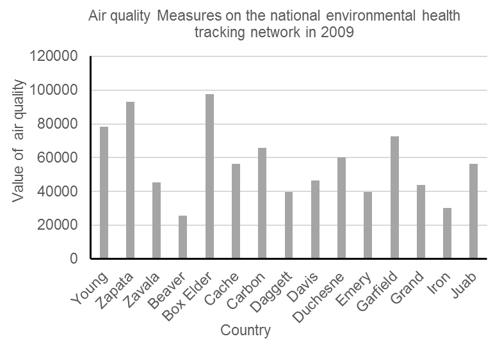 Air quality Measures on the national environmental health
tracking network in 2009
Value of air quality
120000
100000
80000
60000
40000
20000
0
Young
Zapata
Zavala
Beaver
Box Elder
Cache
Carbon
Daggett
Davis
Duchesne
Emery
Garfield
Grand
Iron
Juab
Country